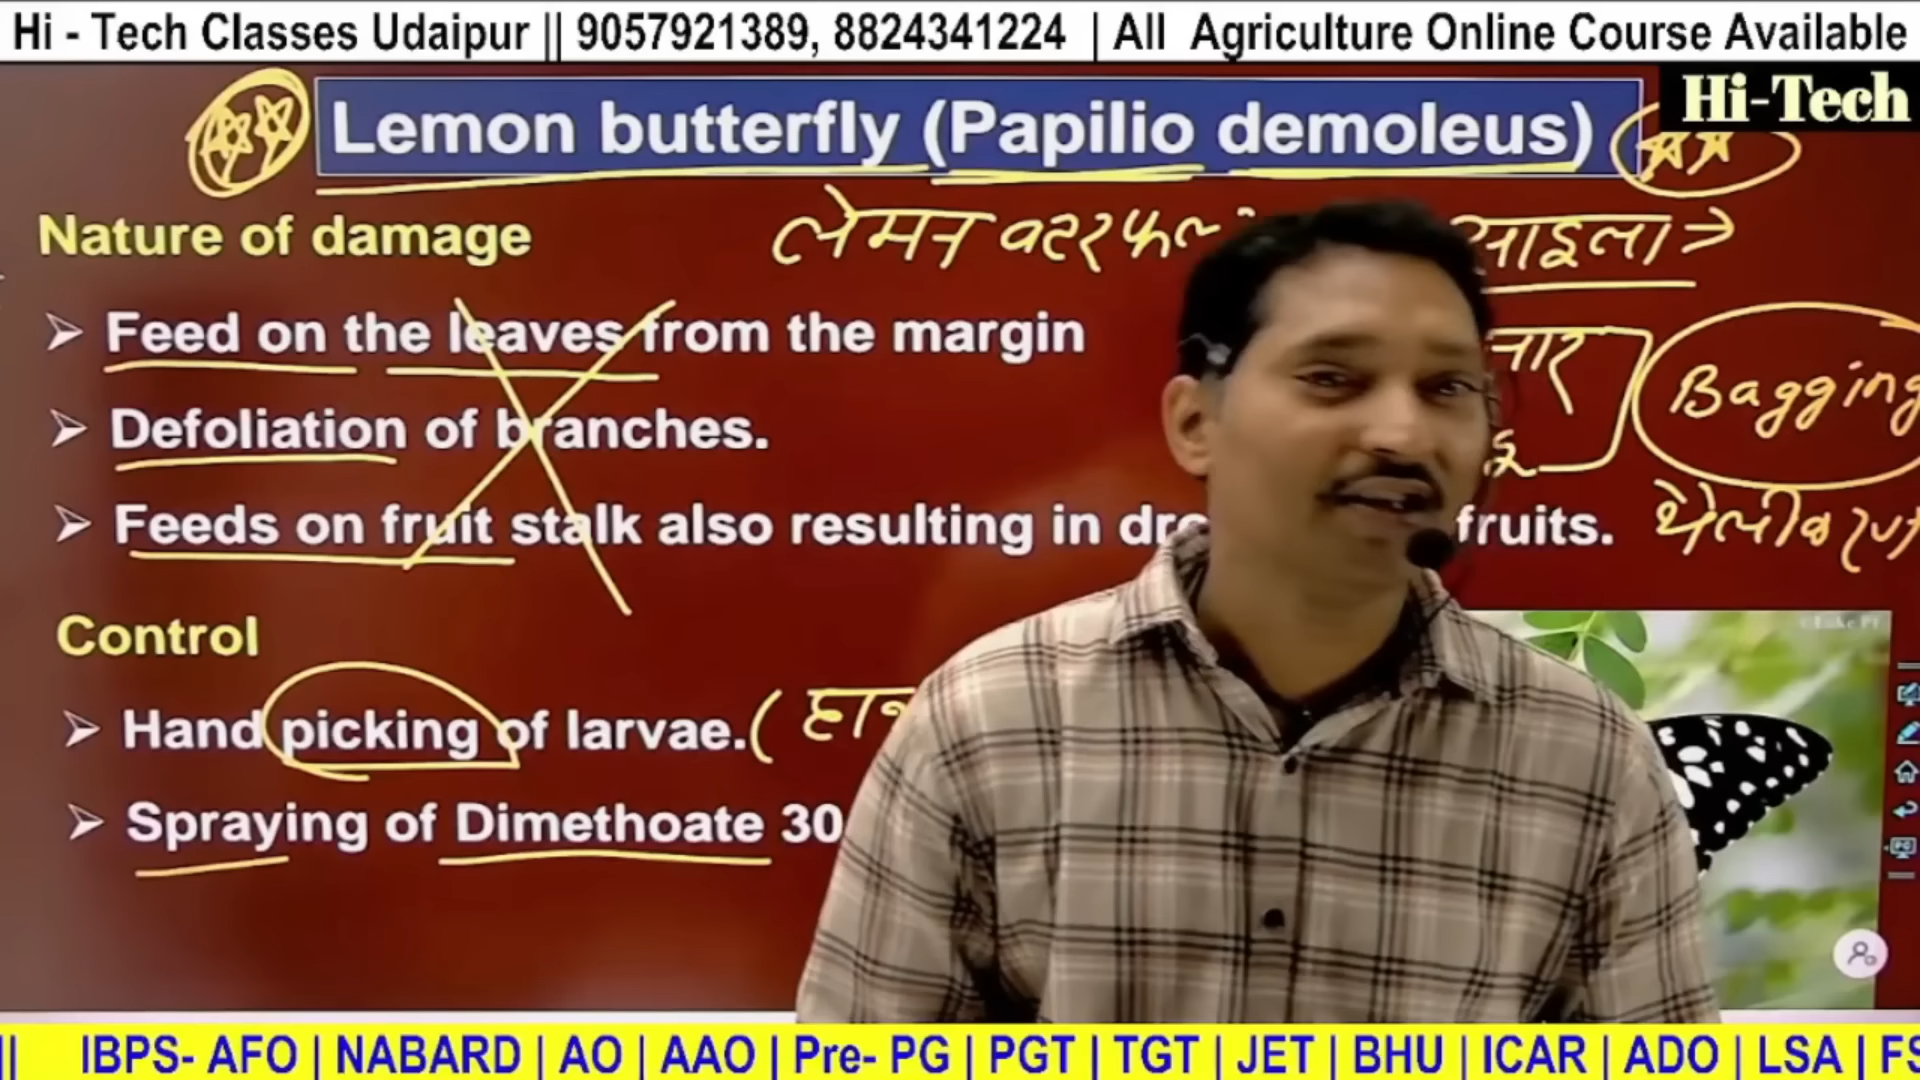 Hi - Tech Classes Udaipur || 9057921389, 8824341224 | All Agriculture Online Course Available
Hi-Tech
Lemon butterfly (Papilio demoleus)
Nature of damage
लेमन बटरफल
Feed on the leaves from the margin
नार
Bagging
Defoliation of branches.
Feeds on fruit stalk also resulting in fruits.
थैलीकरण
Control
Hand picking of larvae. (
Spraying of Dimethoate 30
|| IBPS- AFO | NABARD | AO | AAO | Pre- PG | PGT | TGT | JET | BHU | ICAR | ADO | LSA |